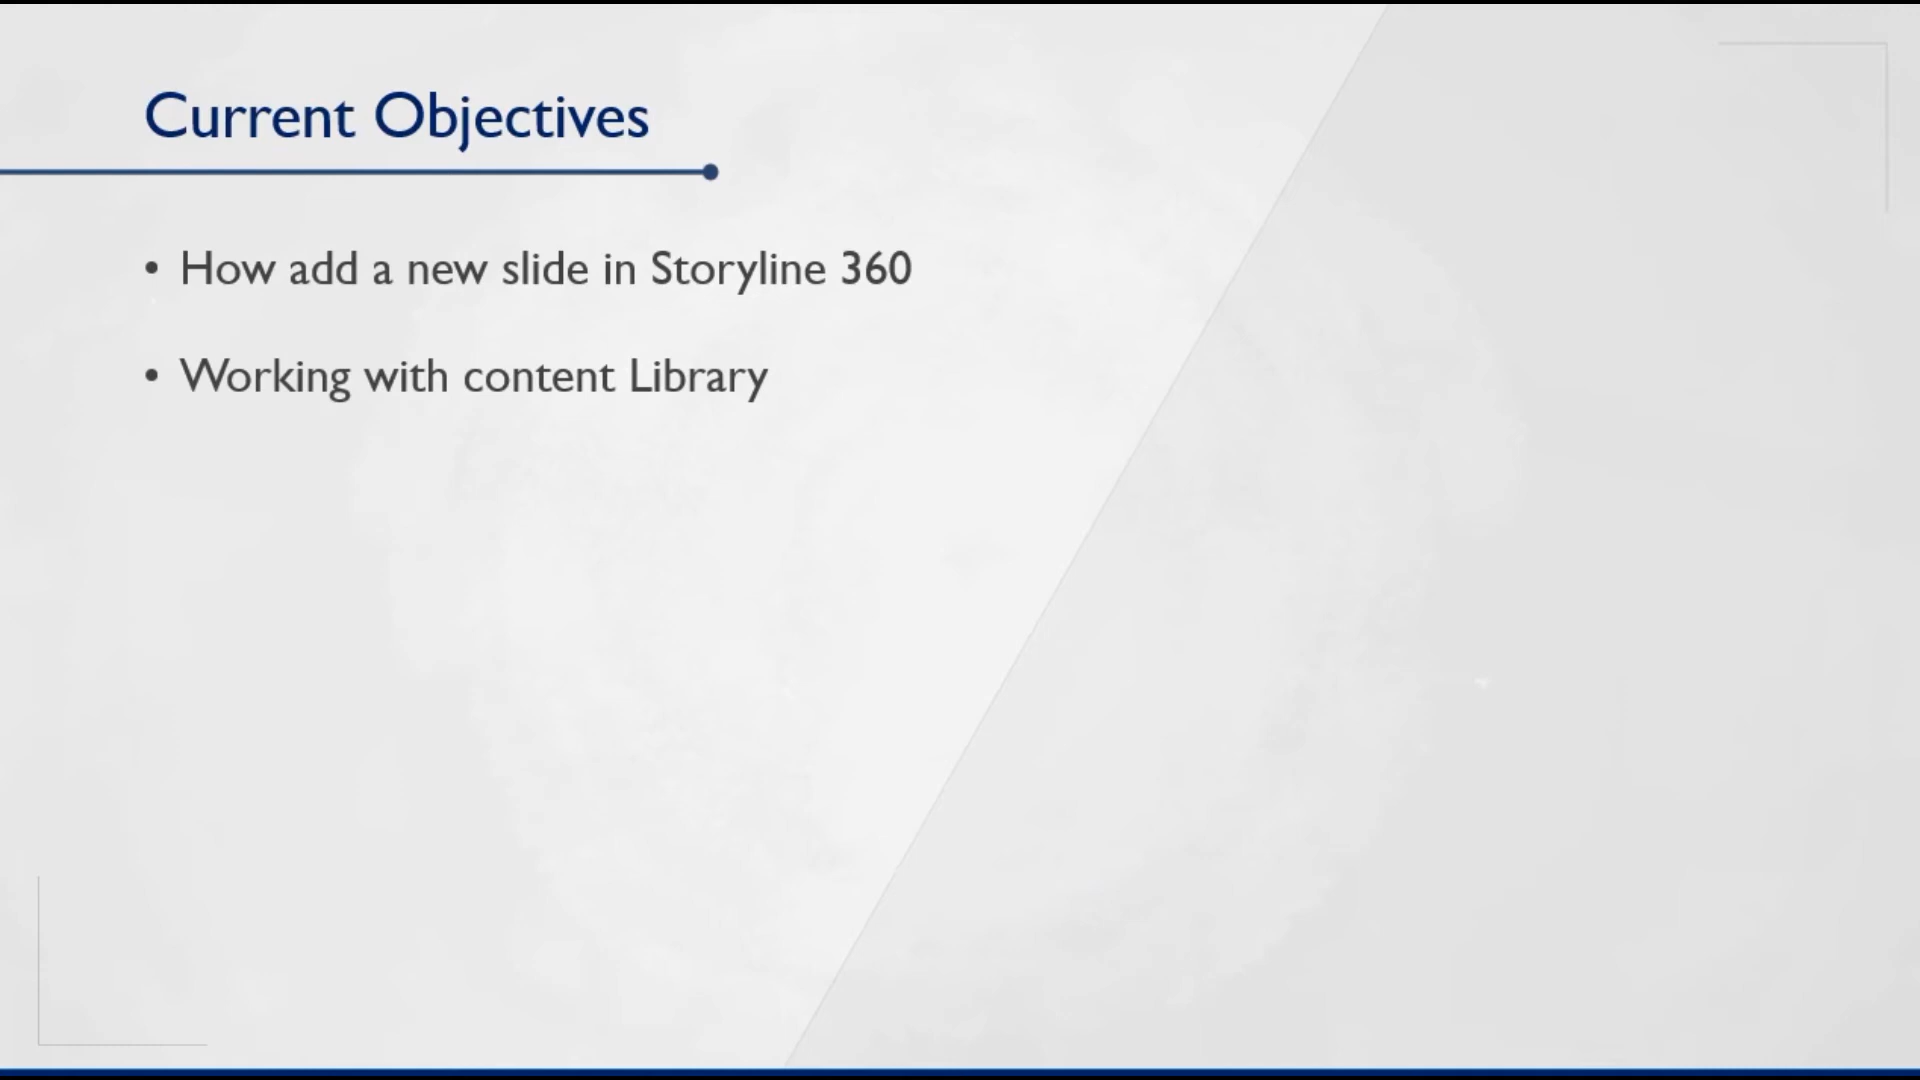 Current Objectives
• How add a new slide in Storyline 360
• Working with content Library